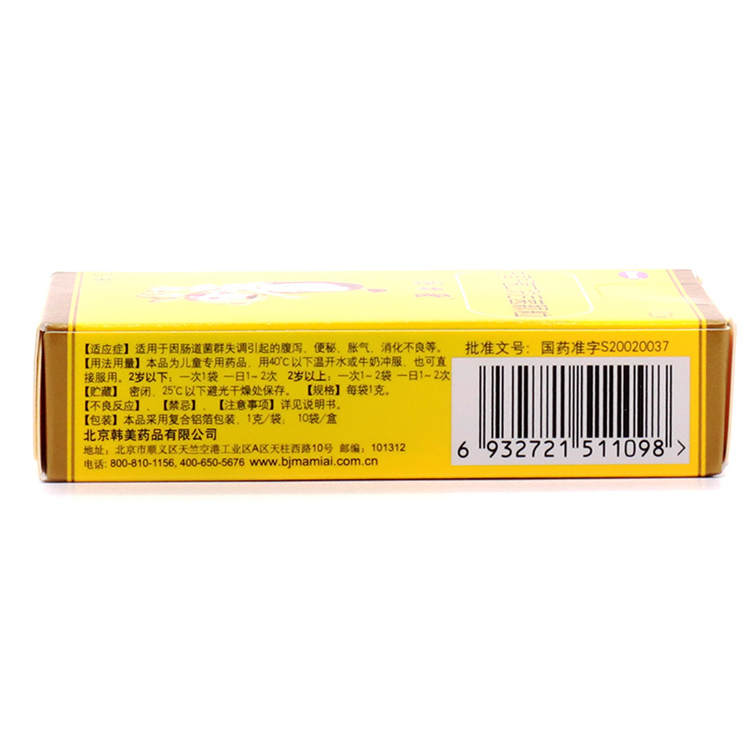 【适应症】适用于因肠道菌群失调引起的腹泻、便秘、胀气、消化不良等。
【用法用量】本品为儿童专用药品,用40℃以下温开水或牛奶冲服,也可直
接服用。2岁以下:一次1袋 一日1~2次 2岁以上:一次1~2袋 一日1~2次
【贮藏】 密闭,25℃以下避光干燥处保存。【规格】每袋1克。
【不良反应】、【禁忌】、【注意事项】详见说明书。
【包装】本品采用复合铝箔包装,1克/袋;10袋/盒
北京韩美药品有限公司
地址:北京市顺义区天竺空港工业区A区天柱西路10号 邮编:101312
电话:800-810-1156, 400-650-5676 www.bjmamiai.com.cn
批准文号:国药准字S20020037
6 932721 511098 >